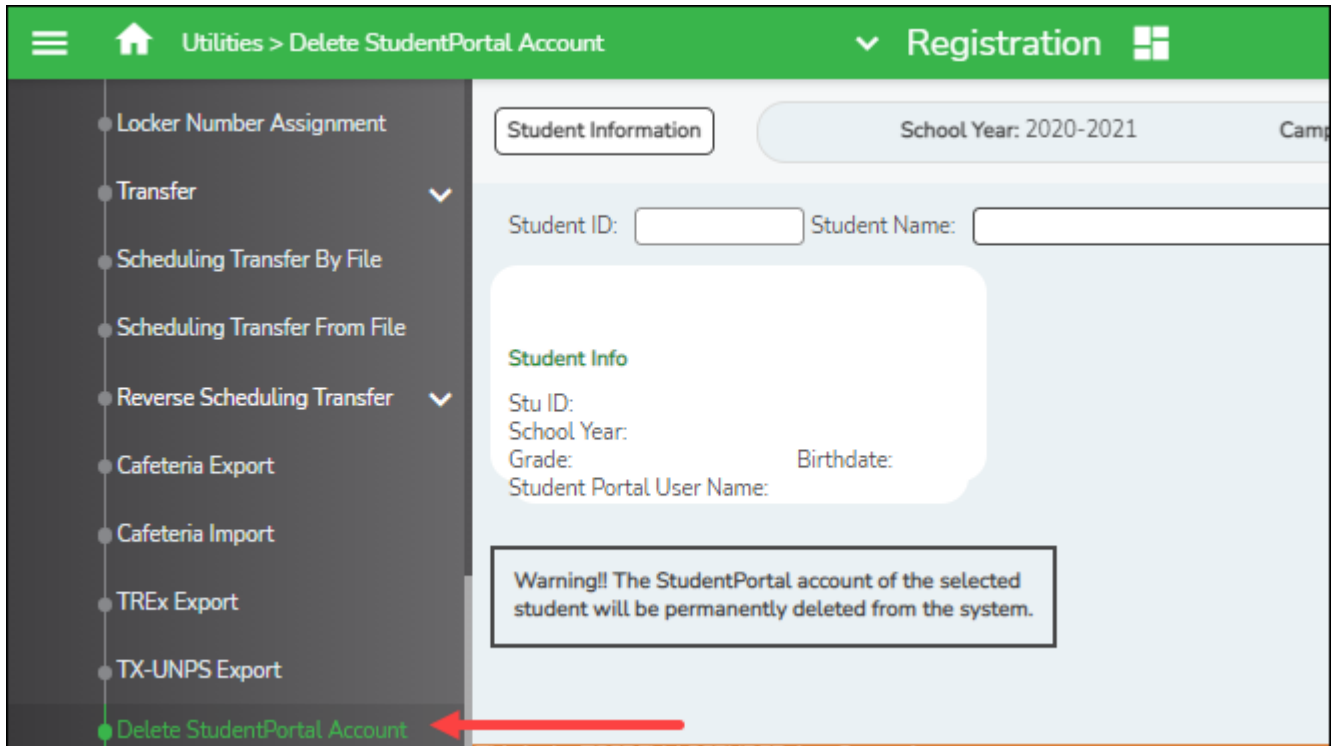 Utilities > Delete StudentPortal Account
Registration
Locker Number Assignment
Transfer
Scheduling Transfer By File
Scheduling Transfer From File
Reverse Scheduling Transfer
Cafeteria Export
Cafeteria Import
TREx Export
TX-UNPS Export
Delete StudentPortal Account
Student Information
School Year: 2020-2021
Camp
Student ID:
Student Name:
Student Info
Stu ID:
School Year:
Grade: Birthdate:
Student Portal User Name:
Warning!! The StudentPortal account of the selected
student will be permanently deleted from the system.